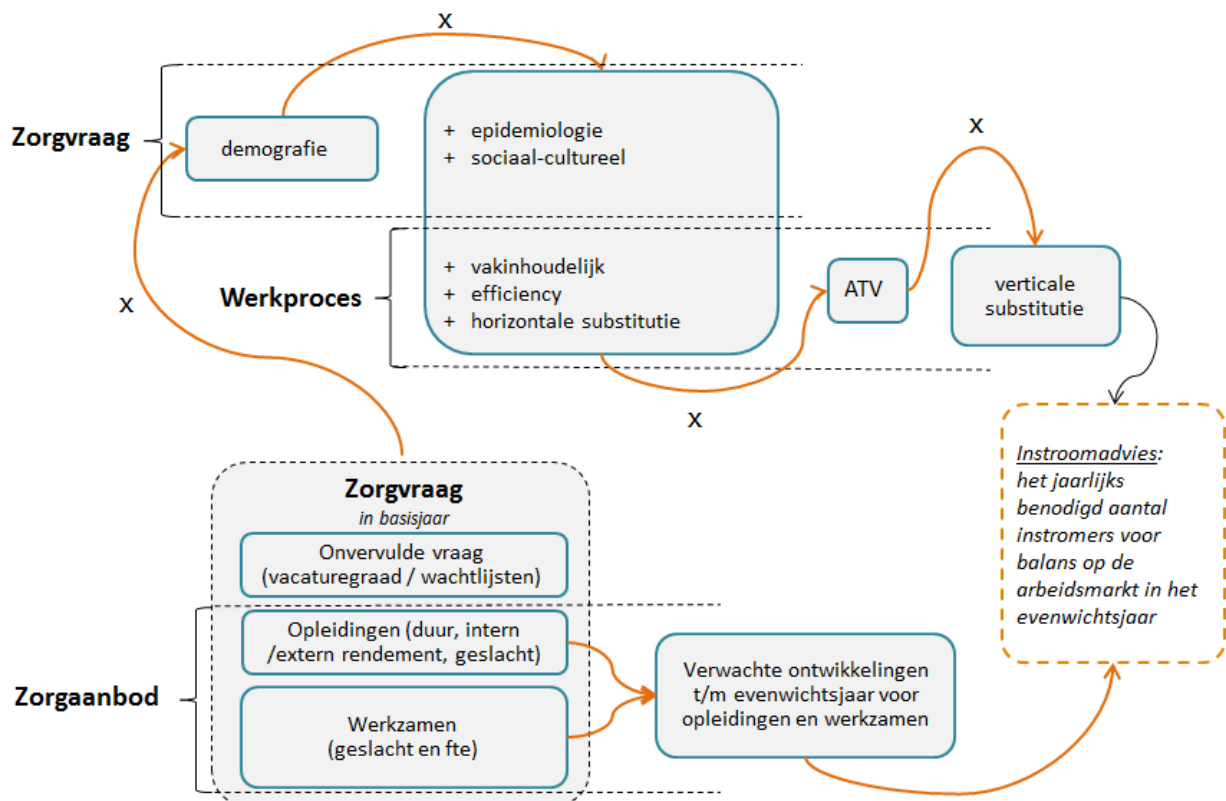 x
Zorgvraag
demografie
+ epidemiologie
+ sociaal-cultureel
x
Werkproces
+ vakinhoudelijk
+ efficiency
+ horizontale substitutie
ATV
verticale
substitutie
x
x
Instroomadvies:
het jaarlijks
benodigd aantal
instromers voor
balans op de
arbeidsmarkt in het
evenwichtsjaar
Zorgvraag
in basisjaar
Onvervulde vraag
(vacaturegraad / wachtlijsten)
Zorgaanbod
Opleidingen (duur, intern
/extern rendement, geslacht)
Werkzamen
(geslacht en fte)
Verwachte ontwikkelingen
t/m evenwichtsjaar voor
opleidingen en werkzamen